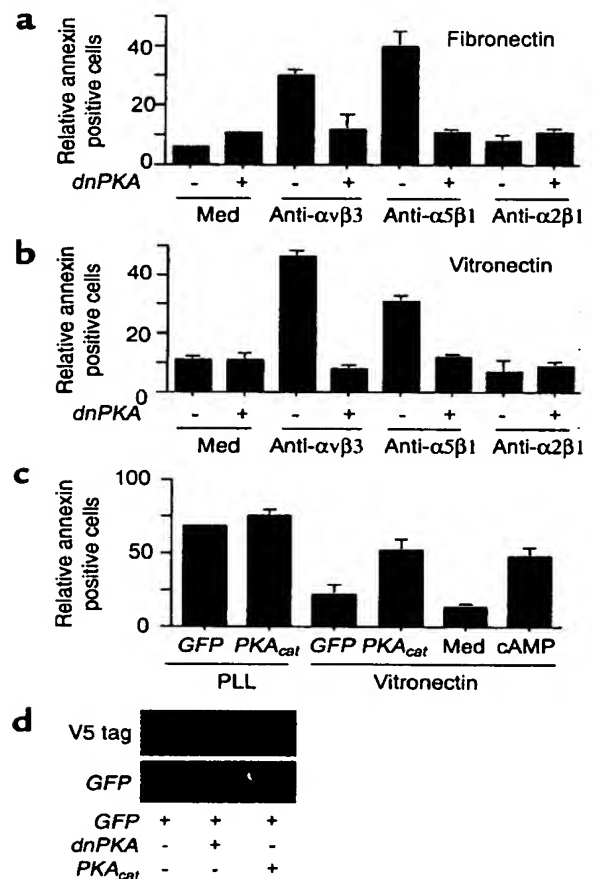 a
Fibronectin
Relative annexin
positive cells
40
20
0
dnPKA - + - + - + - +
Med Anti-αvβ3 Anti-α5β1 Anti-α2β1
b
Vitronectin
Relative annexin
positive cells
40
20
0
dnPKA - + - + - + - +
Med Anti-αvβ3 Anti-α5β1 Anti-α2β1
c
Relative annexin
positive cells
100
50
0
GFP PKAcat GFP PKAcat Med cAMP
PLL Vitronectin
d
V5 tag
GFP
GFP + + +
dnPKA - + -
PKAcat - - +